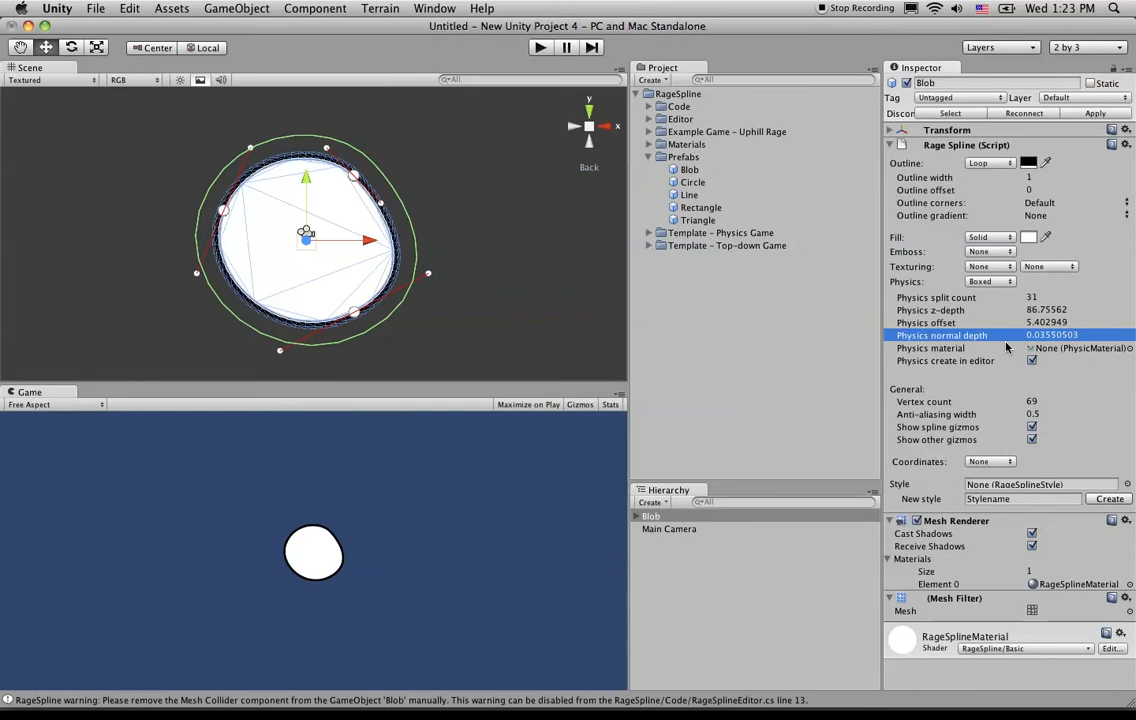 Unity File Edit Assets GameObject Component Terrain Window Help Stop Recording Wed 1:23 PM
Untitled - New Unity Project 4 - PC and Mac Standalone
Center Local Layers 2 by 3
Scene
Textured RGB All
y
x
Back
Game
Free Aspect Maximize on Play Gizmos Stats
Project
Create All
RageSpline
Code
Editor
Example Game - Uphill Rage
Materials
Prefabs
Blob
Circle
Line
Rectangle
Triangle
Template - Physics Game
Template - Top-down Game
Hierarchy
Create All
Blob
Main Camera
Inspector
Blob Static
Tag Untagged Layer Default
Discon Select Reconnect Apply
Transform
Rage Spline (Script)
Outline: Loop
Outline width 1
Outline offset 0
Outline corners: Default
Outline gradient: None
Fill: Solid
Emboss: None
Texturing: None None
Physics: Boxed
Physics split count 31
Physics z-depth 86.75562
Physics offset 5.402949
Physics normal depth 0.03550503
Physics material None (PhysicMaterial)
Physics create in editor
General:
Vertex count 69
Anti-aliasing width 0.5
Show spline gizmos
Show other gizmos
Coordinates: None
Style None (RageSplineStyle)
New style Stylename Create
Mesh Renderer
Cast Shadows
Receive Shadows
Materials
Size 1
Element 0 RageSplineMaterial
(Mesh Filter)
Mesh
RageSplineMaterial
Shader RageSpline/Basic Edit...
RageSpline warning: Please remove the Mesh Collider component from the GameObject 'Blob' manually. This warning can be disabled from the RageSpline/Code/RageSplineEditor.cs line 13.